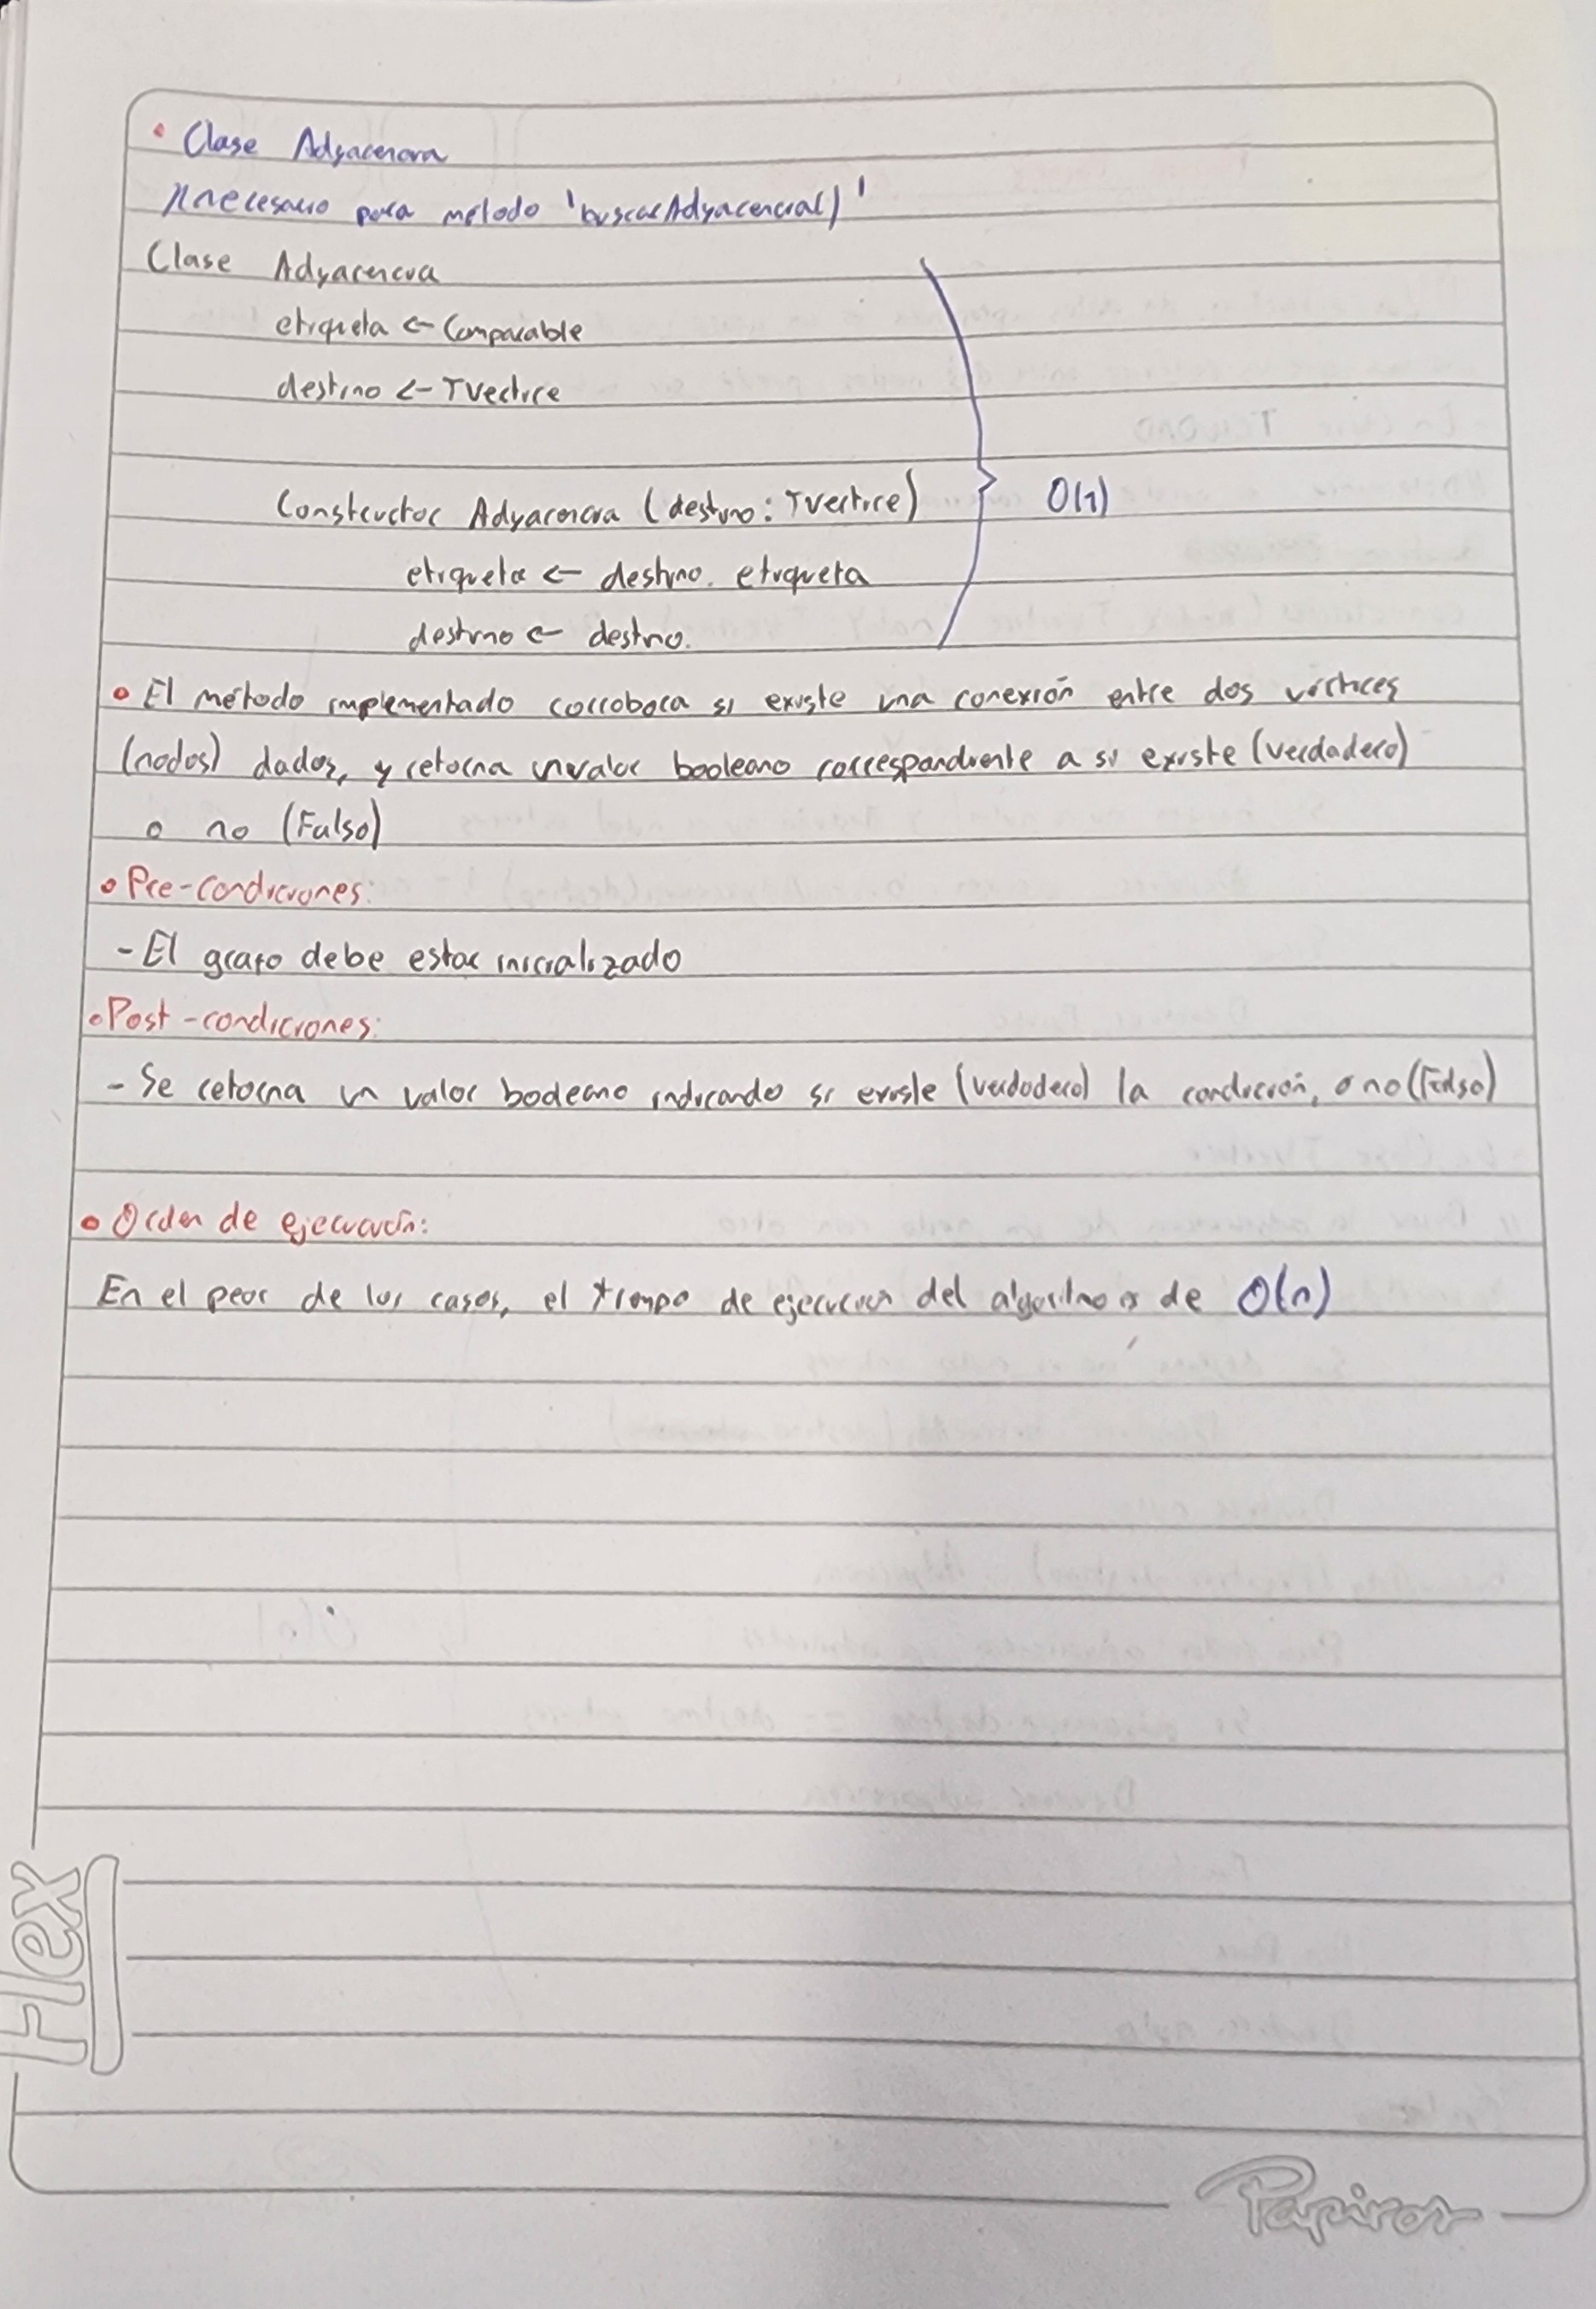 • Clase Adyacencia
//necesario para metodo 'buscarAdyacencia()'
Clase Adyacencia
etiqueta <- Comparable
destino <- TVertice
Constructor Adyacencia (destino: TVertice)
O(1)
etiqueta <- destino.etiqueta
destino <- destino.
• El método implementado corrobora si existe una conexión entre dos vértices
(nodos) dados, y retorna un valor booleano correspondiente a si existe (verdadero)
o no (Falso)
• Pre-condiciones:
- El grafo debe estar inicializado
• Post-condiciones:
- Se retorna un valor booleano indicando si existe (verdadero) la condición, o no (Falso)
• Orden de ejecución:
En el peor de los casos, el tiempo de ejecucion del algoritmo es de O(n)
Flex
Papiros